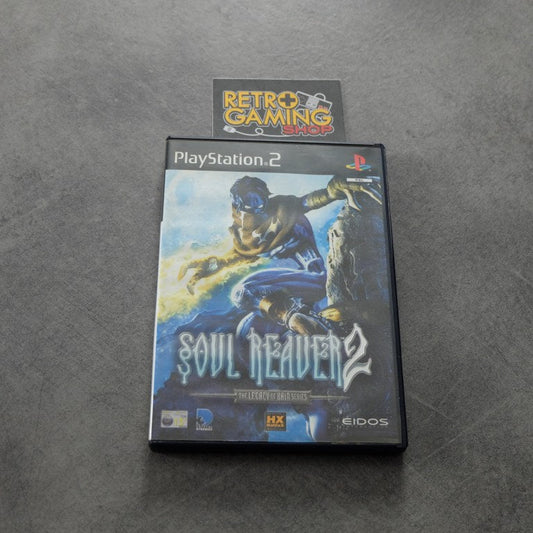 RETRO
GAMING
SHOP
PlayStation.2
SOUL REAVER 2
THE LEGACY OF KAIN SERIES
HX
EIDOS